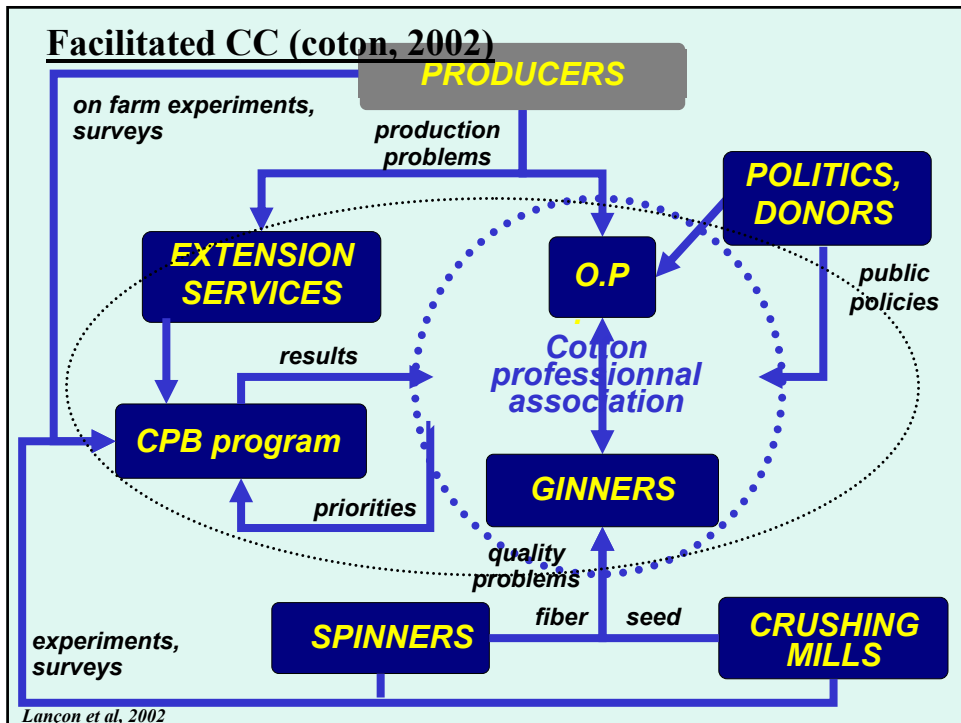 Facilitated CC (coton, 2002)
PRODUCERS
on farm experiments,
surveys
production
problems
POLITICS,
DONORS
EXTENSION
SERVICES
O.P
public
policies
results
Cotton
professionnal
association
CPB program
GINNERS
priorities
quality
problems
fiber
seed
SPINNERS
CRUSHING
MILLS
experiments,
surveys
Lançon et al, 2002